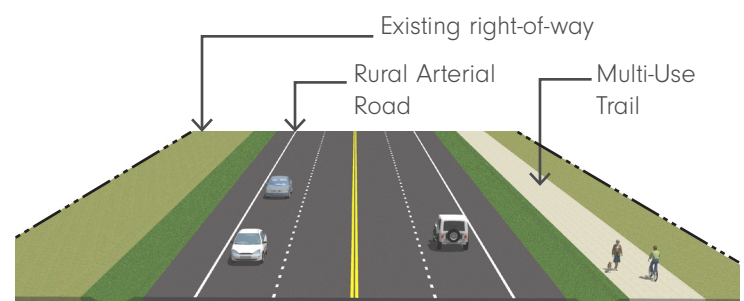 Existing right-of-way
Rural Arterial
Road
Multi-Use
Trail